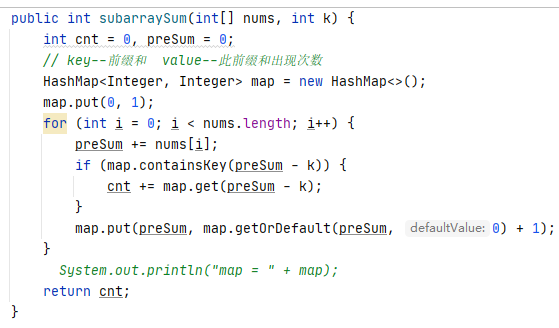 public int subarraySum(int[] nums, int k) {
    int cnt = 0, preSum = 0;
    // key--前缀和  value--此前缀和出现次数
    HashMap<Integer, Integer> map = new HashMap<>();
    map.put(0, 1);
    for (int i = 0; i < nums.length; i++) {
        preSum += nums[i];
        if (map.containsKey(preSum - k)) {
            cnt += map.get(preSum - k);
        }
        map.put(preSum, map.getOrDefault(preSum, defaultValue: 0) + 1);
    }
      System.out.println("map = " + map);
    return cnt;
}